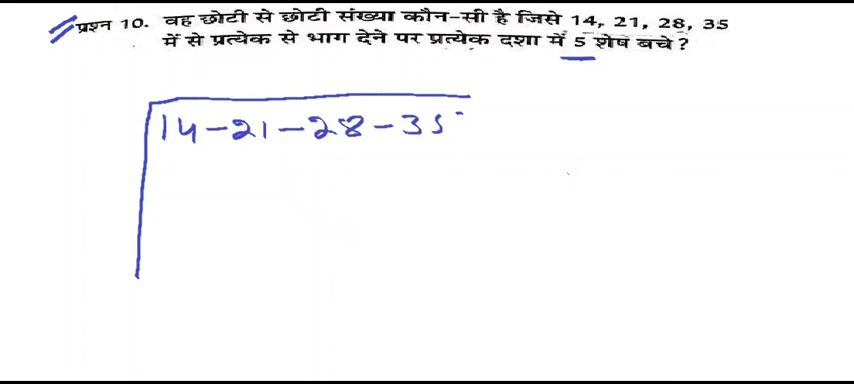 प्रश्न 10. वह छोटी से छोटी संख्या कौन-सी है जिसे 14, 21, 28, 35
में से प्रत्येक से भाग देने पर प्रत्येक दशा में 5 शेष बचे ?
14 - 21 - 28 - 35